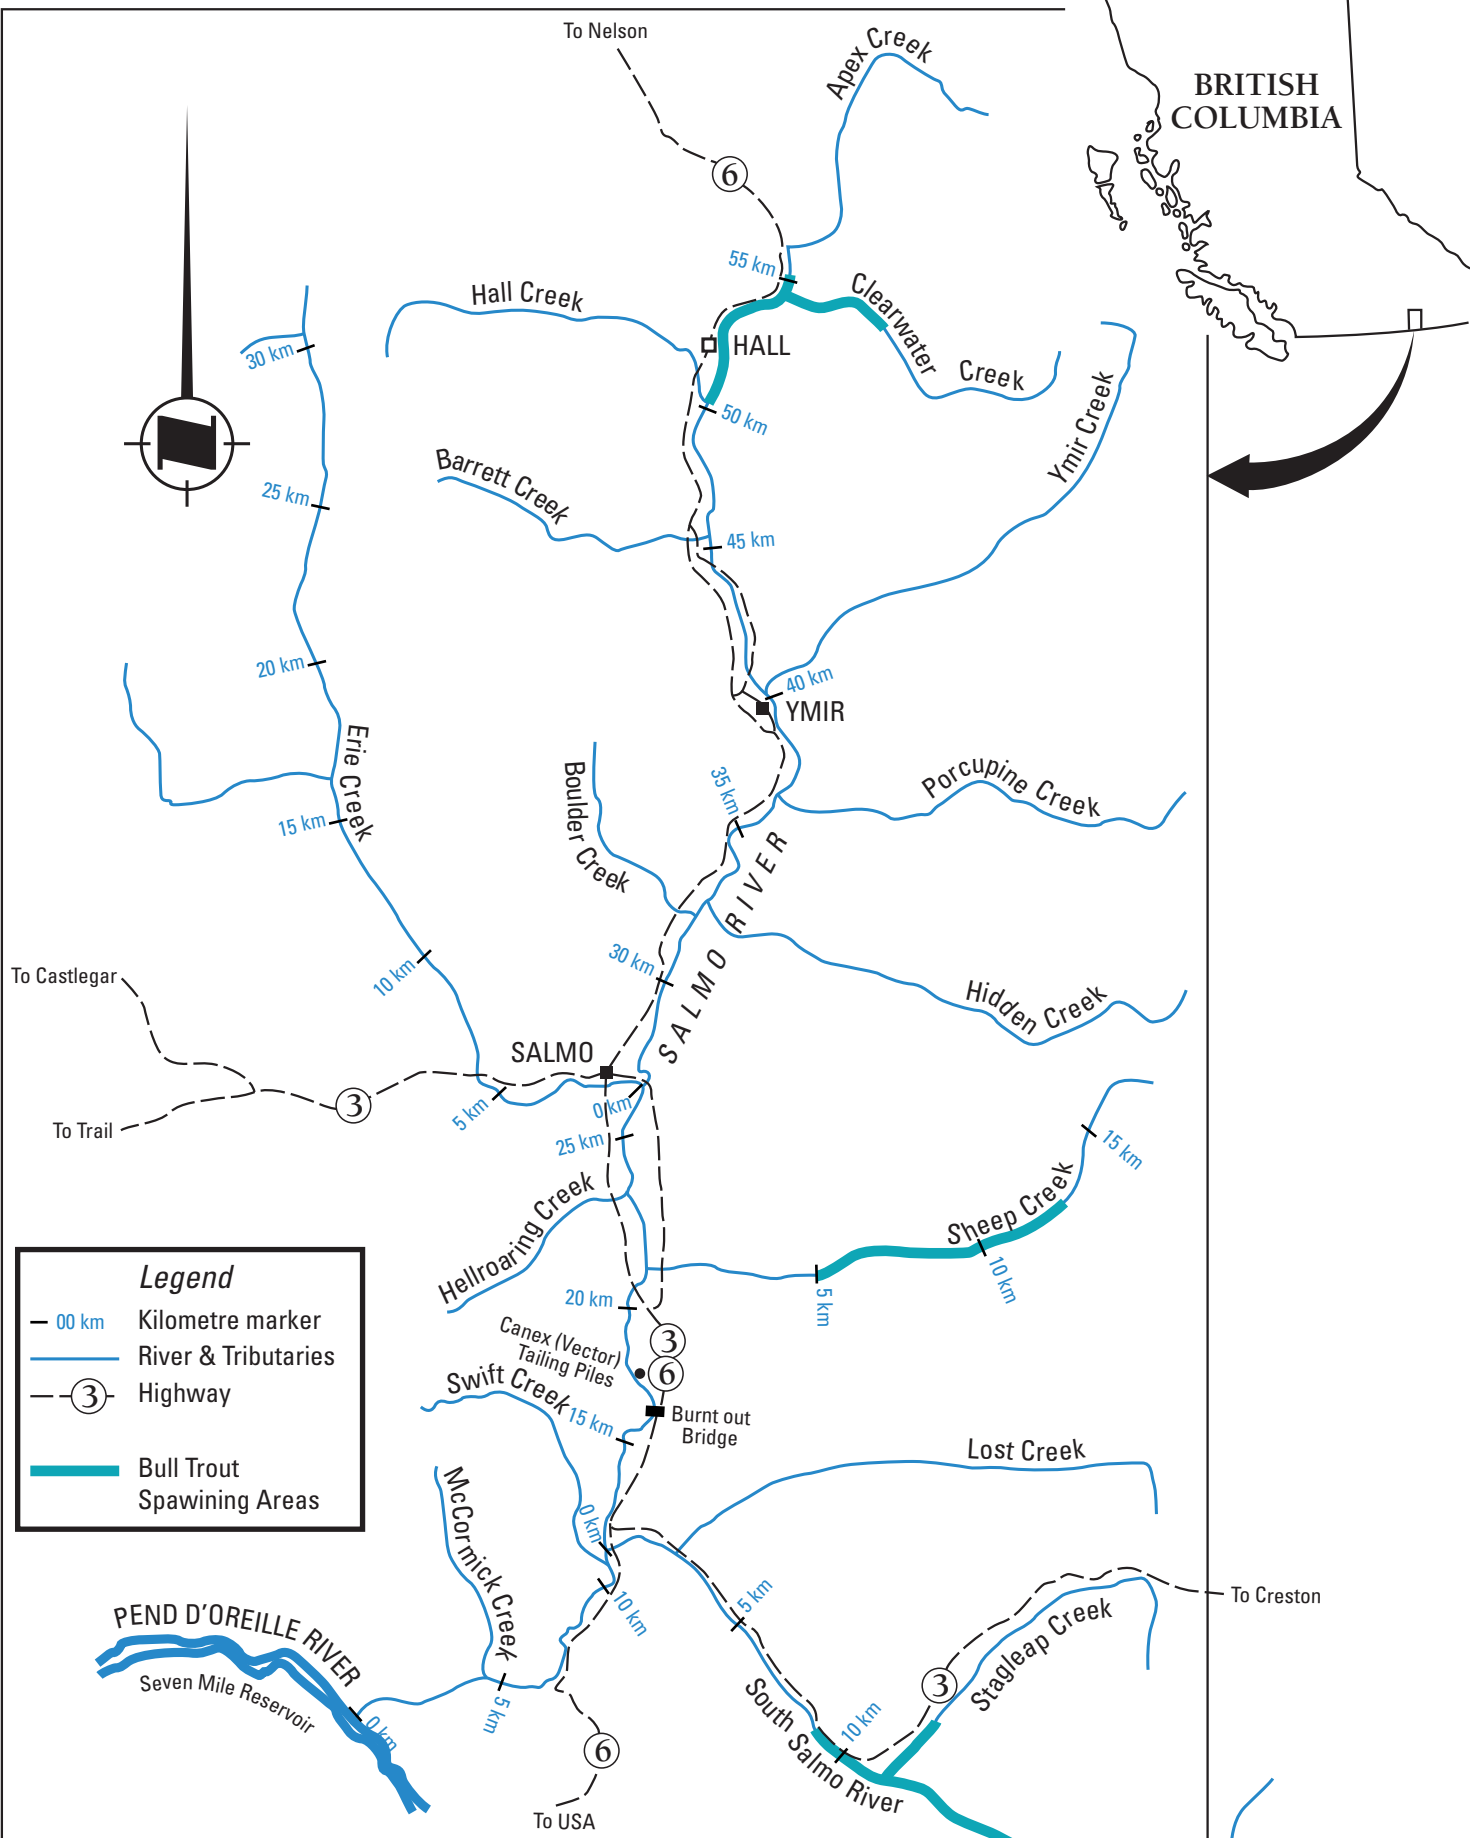 To Nelson
Apex Creek
BRITISH
COLUMBIA
6
55 km
Hall Creek
Clearwater
Creek
30 km
HALL
50 km
Ymir Creek
Barrett Creek
25 km
45 km
20 km
40 km
YMIR
Erie Creek
15 km
Boulder Creek
35 km
Porcupine Creek
SALMO RIVER
30 km
10 km
To Castlegar
Hidden Creek
SALMO
3
5 km
0 km
25 km
To Trail
15 km
Hellroaring Creek
Sheep Creek
10 km
5 km
20 km
Legend
00 km
Kilometre marker
River & Tributaries
3
Highway
Bull Trout
Spawining Areas
Canex (Vector)
Tailing Piles
3
6
Swift Creek
15 km
Burnt out
Bridge
Lost Creek
McCormick Creek
0 km
10 km
5 km
To Creston
Stagleap Creek
3
PEND D'OREILLE RIVER
Seven Mile Reservoir
0 km
5 km
South Salmo River
10 km
6
To USA